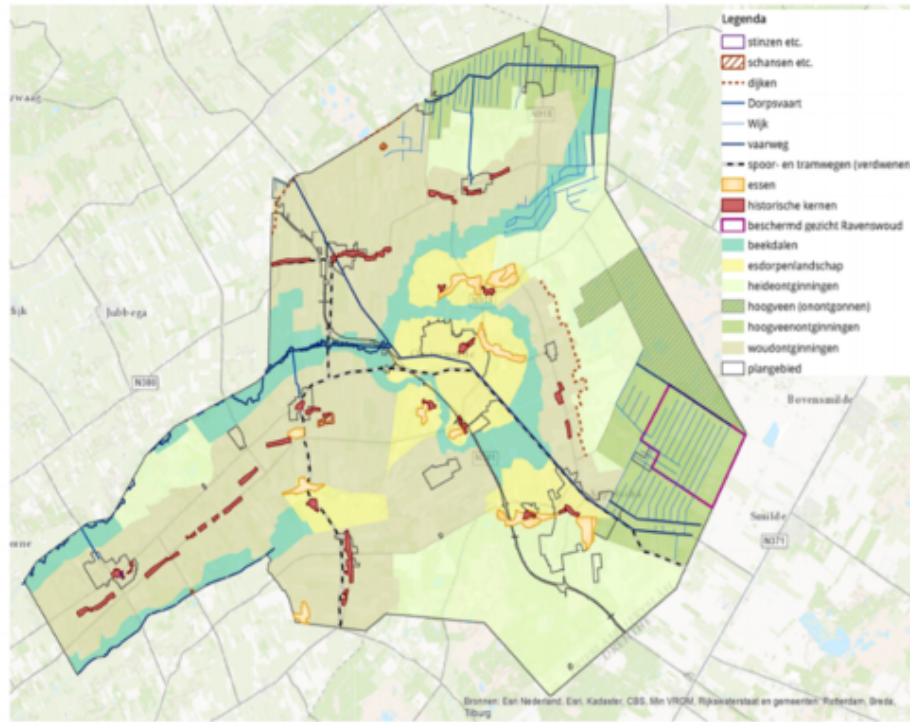 Legenda
stinzen etc.
schansen etc.
dijken
Dorpsvaart
Wijk
vaarweg
spoor- en tramwegen (verdwenen
essen
historische kernen
beschermd gezicht Ravenswoud
beekdalen
esdorpenlandschap
heideontginningen
hoogveen (onontgonnen)
hoogveenontginningen
woudontginningen
plangebied
Jubbega
N380
Bovensmilde
Smilde
N371
Bronnen: Esri Nederland, Esri, Kadaster, CBS, Min VROM, Rijkswaterstaat en gemeenten: Rotterdam, Breda,
Tilburg